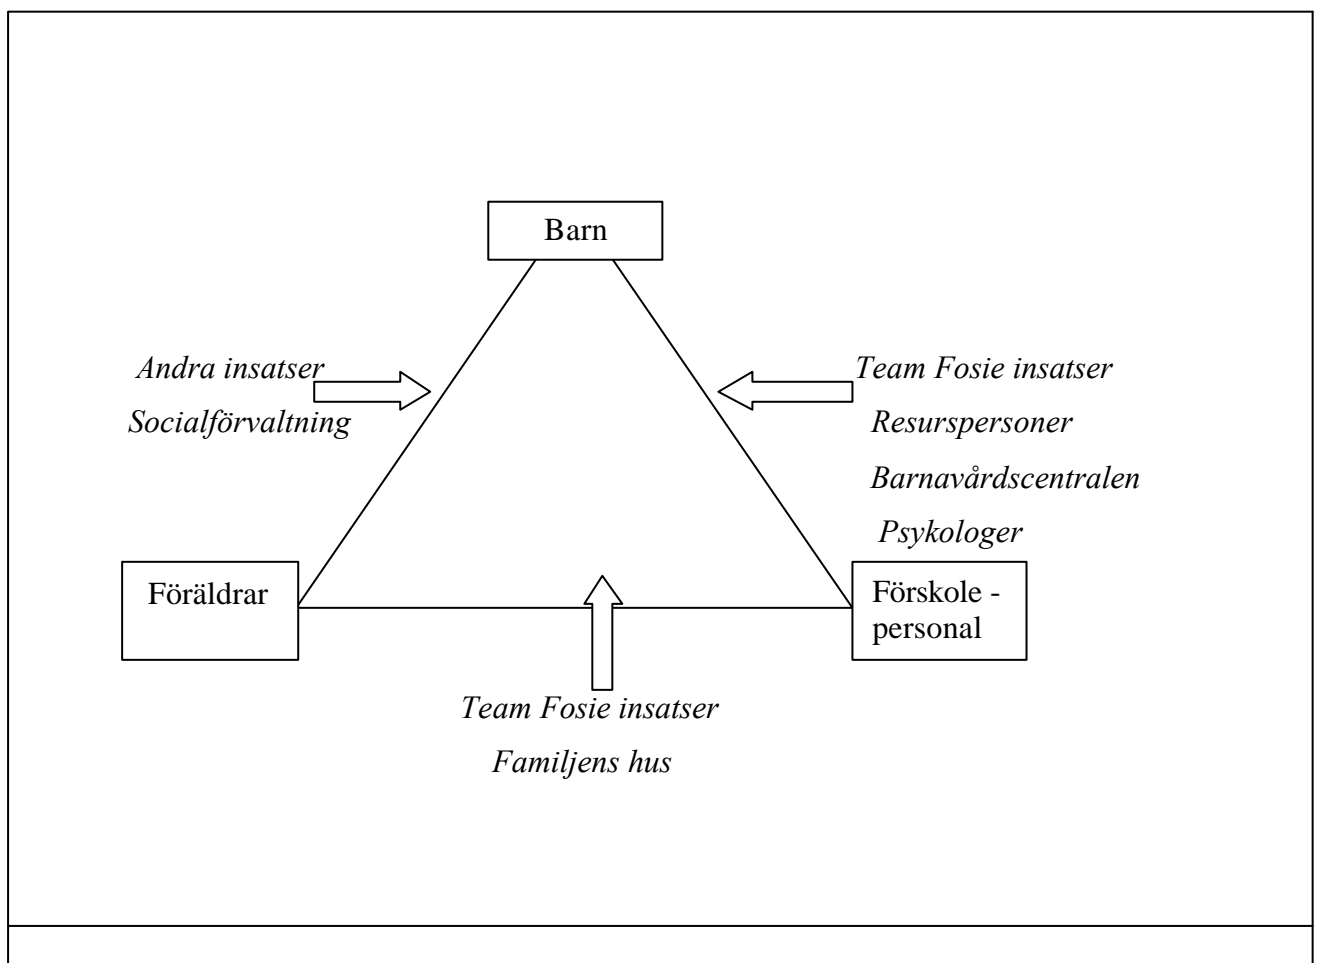 Barn
Andra insatser
Socialförvaltning
Team Fosie insatser
Resurspersoner
Barnavårdscentralen
Psykologer
Föräldrar
Förskole -
personal
Team Fosie insatser
Familjens hus